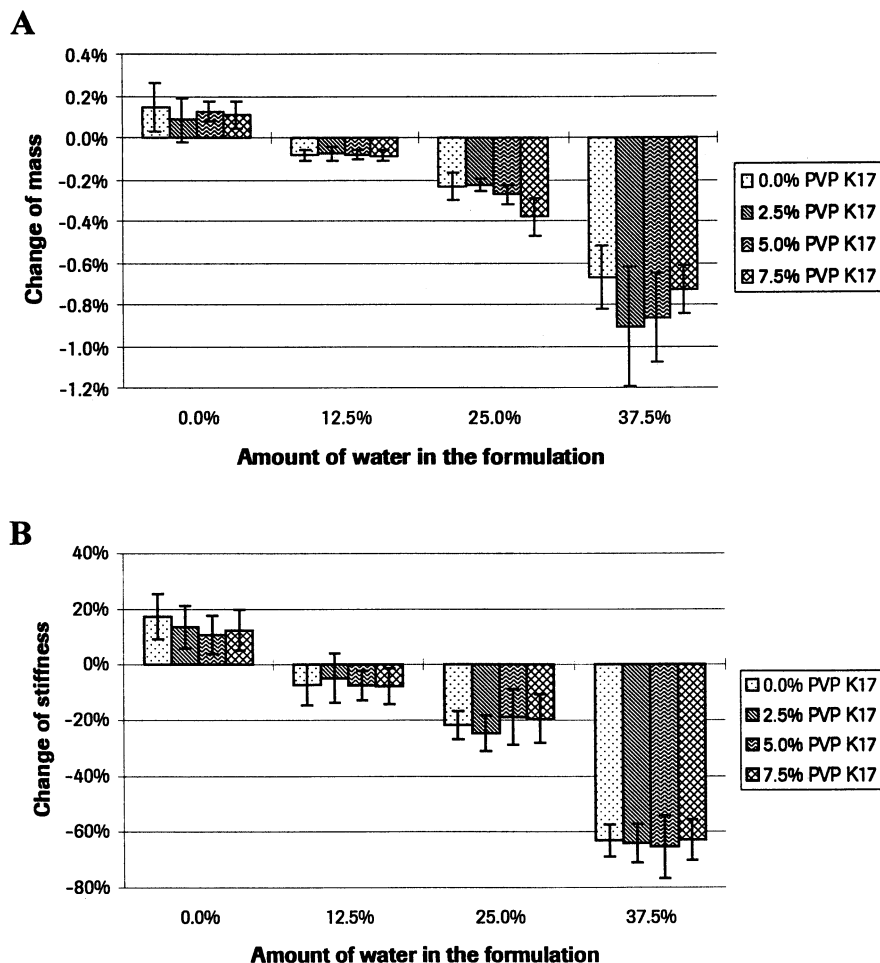 A
0.4%
0.2%
0.0%
-0.2%
-0.4%
-0.6%
-0.8%
-1.0%
-1.2%
Change of mass
0.0% 12.5% 25.0% 37.5%
Amount of water in the formulation
0.0% PVP K17
2.5% PVP K17
5.0% PVP K17
7.5% PVP K17
B
40%
20%
0%
-20%
-40%
-60%
-80%
Change of stiffness
0.0% 12.5% 25.0% 37.5%
Amount of water in the formulation
0.0% PVP K17
2.5% PVP K17
5.0% PVP K17
7.5% PVP K17